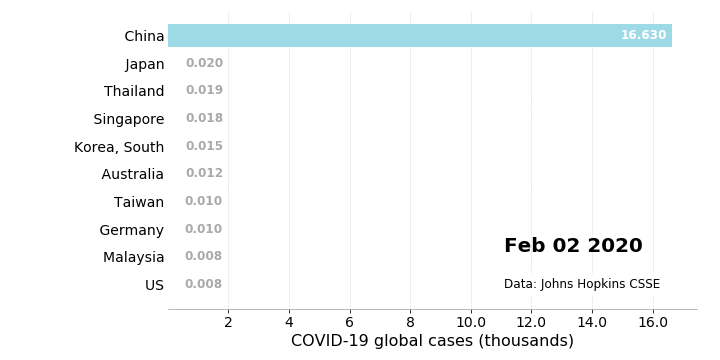 China 16.630
Japan 0.020
Thailand 0.019
Singapore 0.018
Korea, South 0.015
Australia 0.012
Taiwan 0.010
Germany 0.010
Malaysia 0.008
US 0.008
Feb 02 2020
Data: Johns Hopkins CSSE
2 4 6 8 10.0 12.0 14.0 16.0
COVID-19 global cases (thousands)